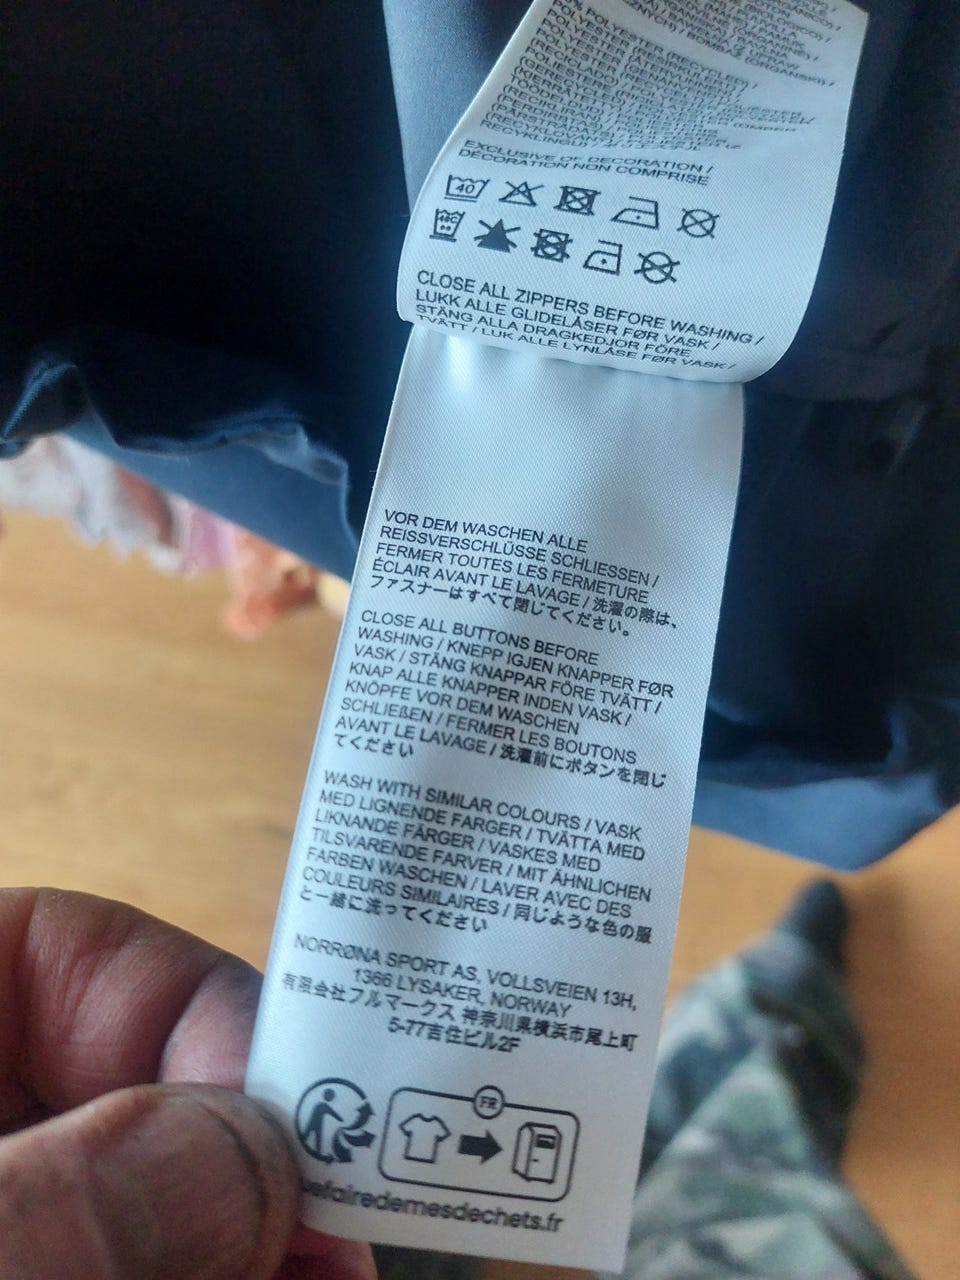 POLYESTER
EXCLUSIVE OF DECORATION /
DÉCORATION NON COMPRISE
40
40C
CLOSE ALL ZIPPERS BEFORE WASHING /
LUKK ALLE GLIDELÅSER FØR VASK /
STÄNG ALLA DRAGKEDJOR FÖRE
TVÄTT / LUK ALLE LYNLÅSE FØR VASK /
VOR DEM WASCHEN ALLE
REISSVERSCHLÜSSE SCHLIESSEN /
FERMER TOUTES LES FERMETURE
ÉCLAIR AVANT LE LAVAGE / 洗濯の際は、
ファスナーはすべて閉じてください。
CLOSE ALL BUTTONS BEFORE
WASHING / KNEPP IGJEN KNAPPER FØR
VASK / STÄNG KNAPPAR FÖRE TVÄTT /
KNAP ALLE KNAPPER INDEN VASK /
KNÖPFE VOR DEM WASCHEN
SCHLIEßEN / FERMER LES BOUTONS
AVANT LE LAVAGE / 洗濯前にボタンを閉じ
てください
WASH WITH SIMILAR COLOURS / VASK
MED LIGNENDE FARGER / TVÄTTA MED
LIKNANDE FÄRGER / VASKES MED
TILSVARENDE FARVER / MIT ÄHNLICHEN
FARBEN WASCHEN / LAVER AVEC DES
COULEURS SIMILAIRES / 同じような色の服
と一緒に洗ってください
NORRØNA SPORT AS, VOLLSVEIEN 13H,
1366 LYSAKER, NORWAY
有限会社フルマークス 神奈川県横浜市尾上町
5-77吉住ビル2F
FR
efairedemesdechets.fr